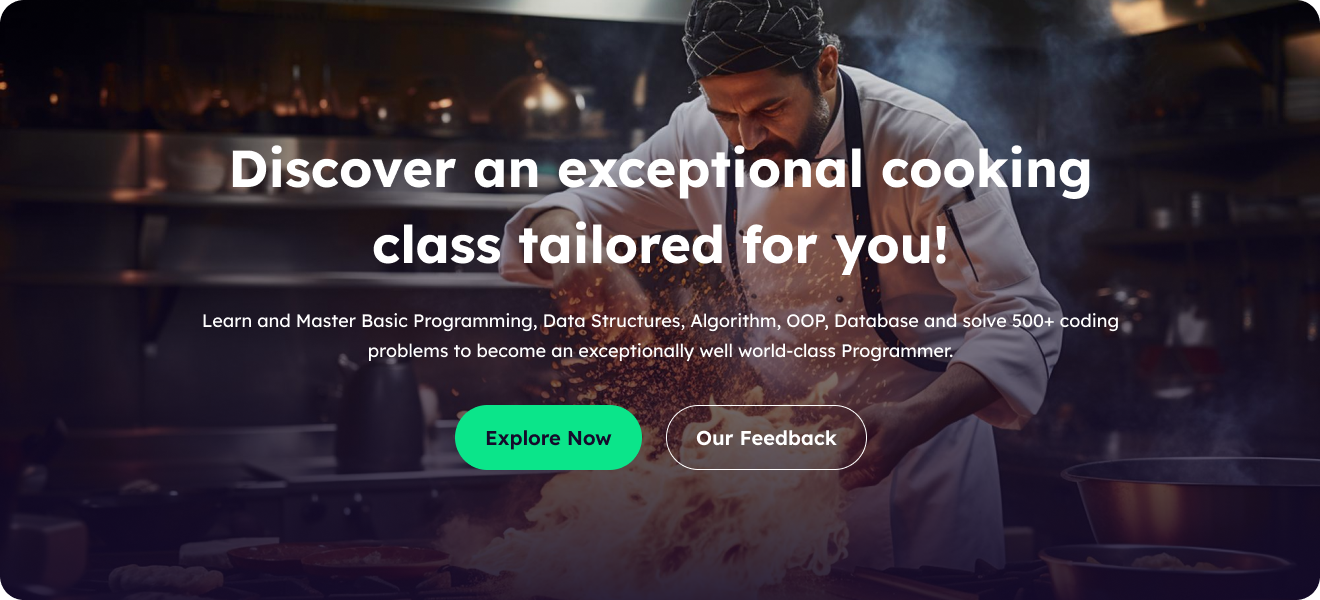 Discover an exceptional cooking
class tailored for you!
Learn and Master Basic Programming, Data Structures, Algorithm, OOP, Database and solve 500+ coding
problems to become an exceptionally well world-class Programmer.
Explore Now
Our Feedback